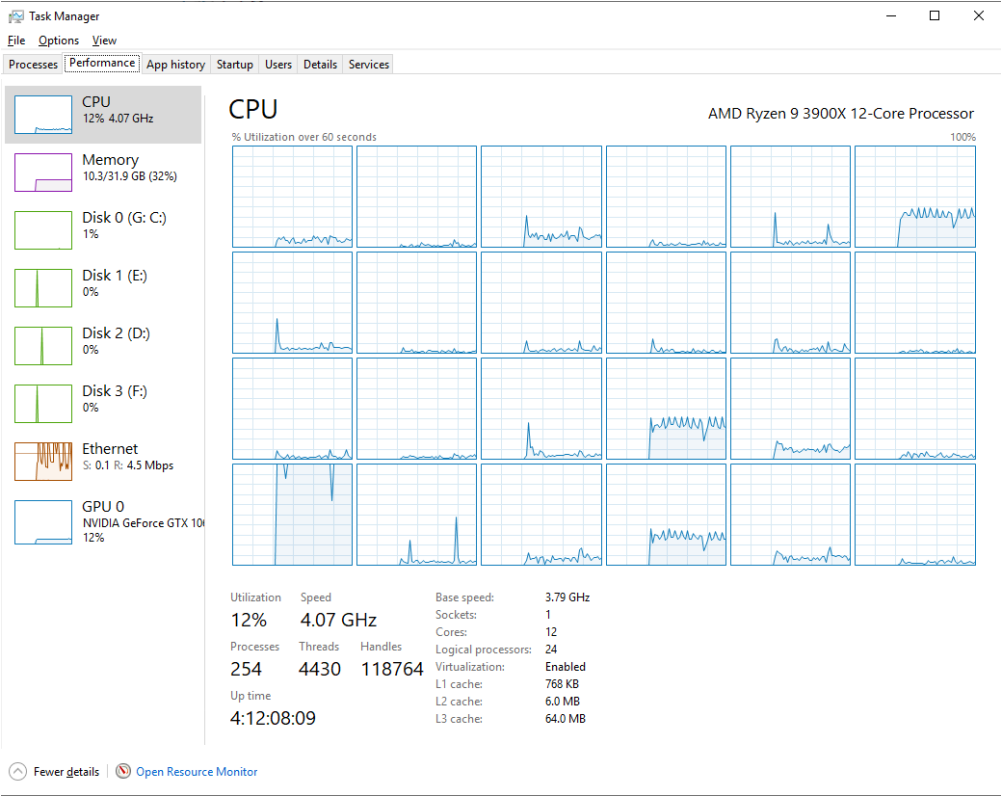 Task Manager
File Options View
Processes Performance App history Startup Users Details Services
CPU
12% 4.07 GHz
Memory
10.3/31.9 GB (32%)
Disk 0 (G: C:)
1%
Disk 1 (E:)
0%
Disk 2 (D:)
0%
Disk 3 (F:)
0%
Ethernet
S: 0.1 R: 4.5 Mbps
GPU 0
NVIDIA GeForce GTX
12%
CPU AMD Ryzen 9 3900X 12-Core Processor
% Utilization over 60 seconds 100%
Utilization Speed
12% 4.07 GHz
Processes Threads Handles
254 4430 118764
Up time
4:12:08:09
Base speed: 3.79 GHz
Sockets: 1
Cores: 12
Logical processors: 24
Virtualization: Enabled
L1 cache: 768 KB
L2 cache: 6.0 MB
L3 cache: 64.0 MB
Fewer details Open Resource Monitor